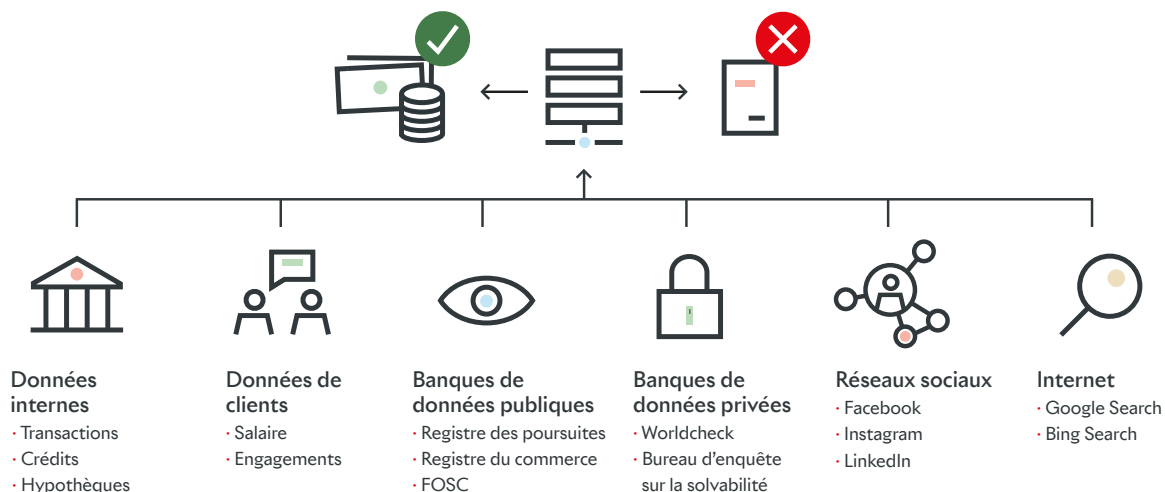 Données
internes
· Transactions
· Crédits
· Hypothèques
Données de
clients
· Salaire
· Engagements
Banques de
données publiques
· Registre des poursuites
· Registre du commerce
· FOSC
Banques de
données privées
· Worldcheck
· Bureau d’enquête
sur la solvabilité
Réseaux sociaux
· Facebook
· Instagram
· LinkedIn
Internet
· Google Search
· Bing Search